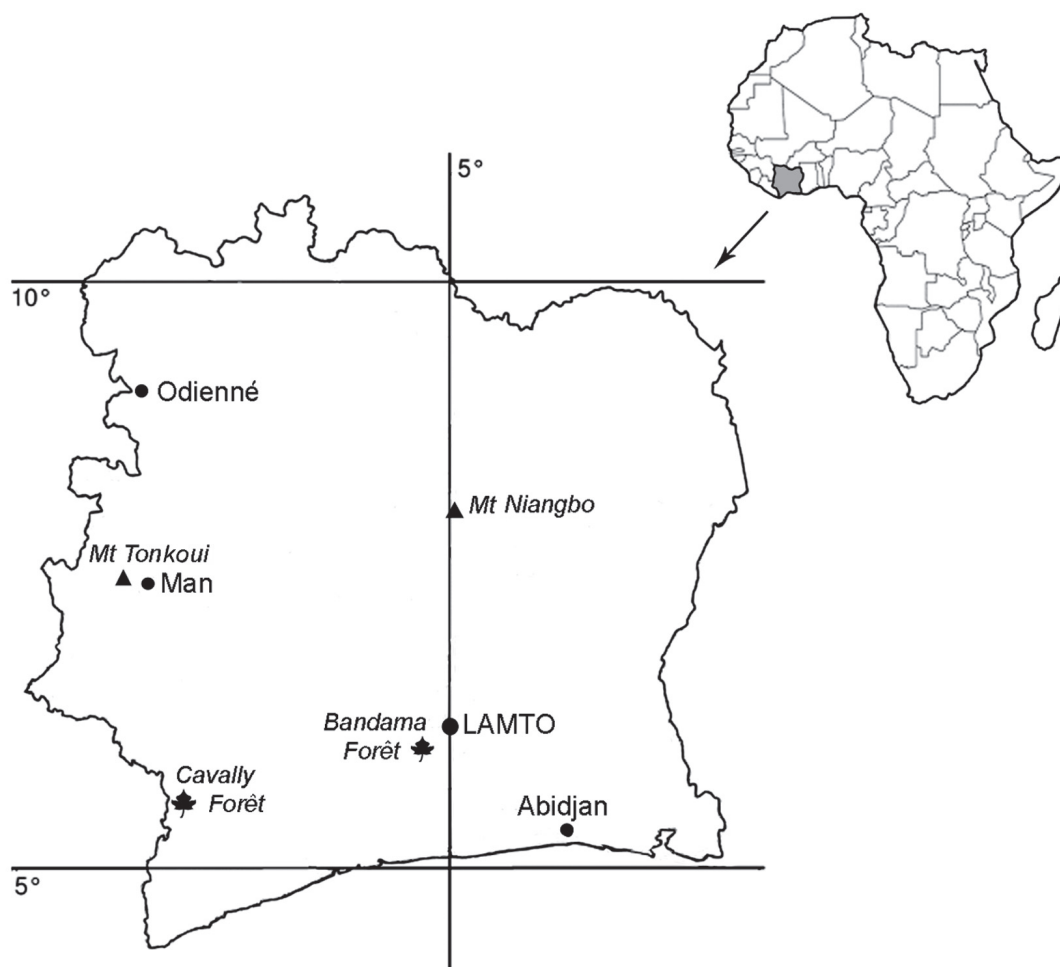 5°
10°
Odienné
Mt Niangbo
Mt Tonkoui
Man
Bandama
Forêt
LAMTO
Cavally
Forêt
Abidjan
5°